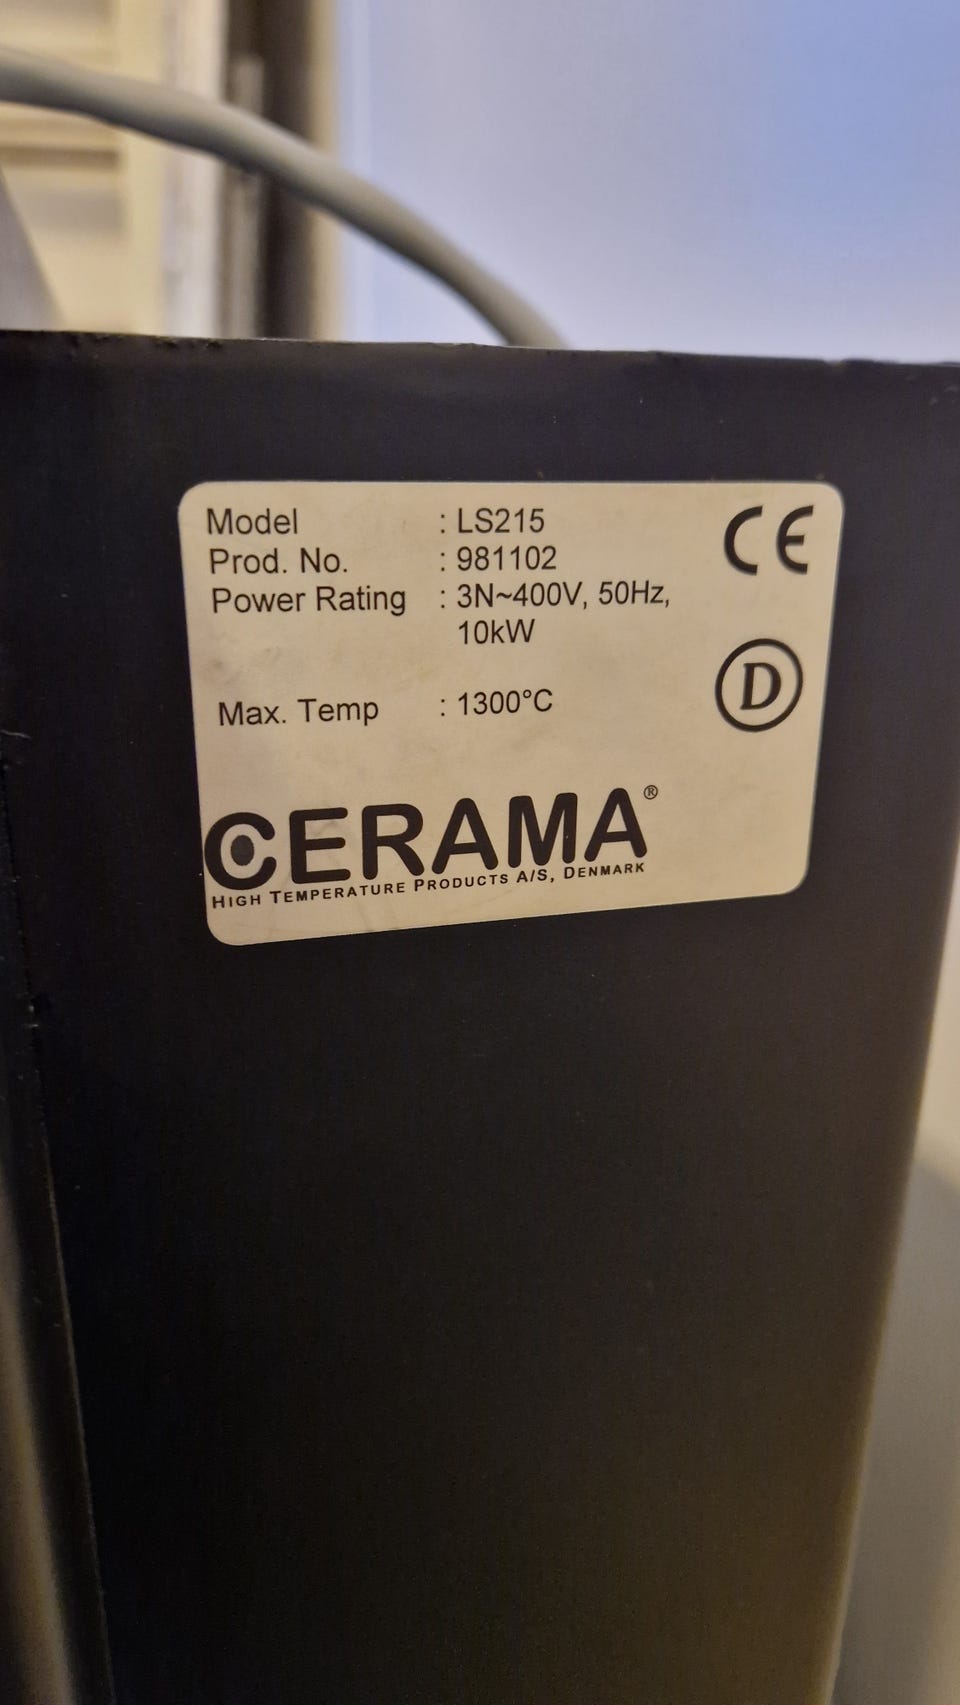 Model : LS215
Prod. No. : 981102
Power Rating : 3N~400V, 50Hz,
10kW
Max. Temp : 1300°C
CE
D
CERAMA®
HIGH TEMPERATURE PRODUCTS A/S, DENMARK